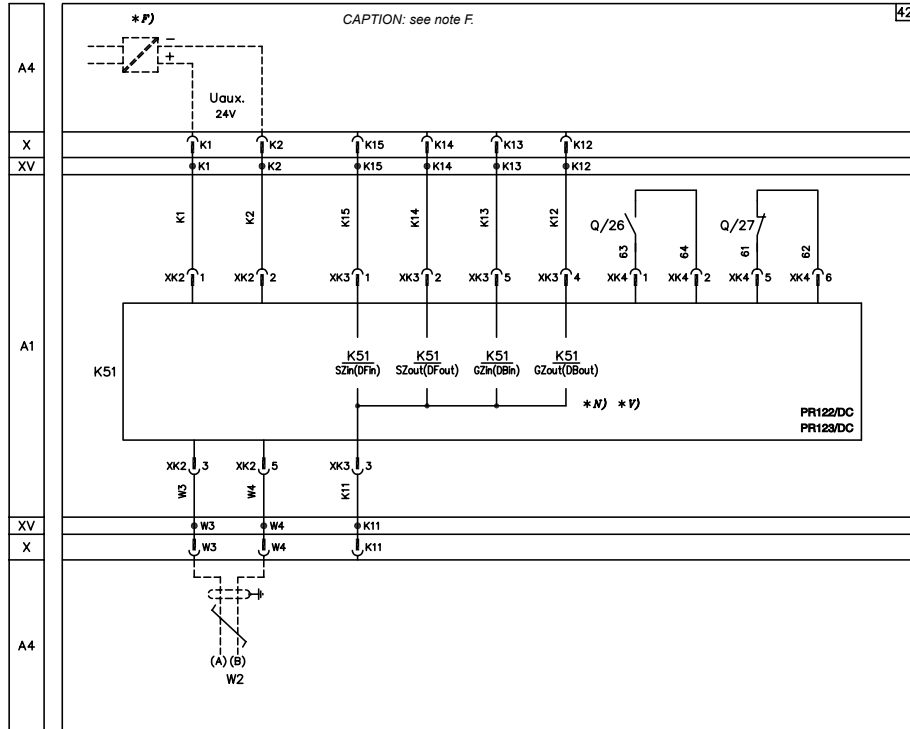 *F) CAPTION: see note F. 42
−
+
A4
Uaux.
24V
X K1 K2 K15 K14 K13 K12
XV K1 K2 K15 K14 K13 K12
K1 K2 K15 K14 K13 K12 Q/26 63 64 Q/27 61 62
XK2 1 XK2 2 XK3 1 XK3 2 XK3 5 XK3 4 XK4 1 XK4 2 XK4 5 XK4 6
A1
K51
K51 K51 K51 K51
SZin(DFin) SZout(DFout) GZin(DBin) GZout(DBout)
*N) *V)
PR122/DC
PR123/DC
XK2 3 XK2 5 XK3 3
W3 W4 K11
XV W3 W4 K11
X W3 W4 K11
A4
(A) (B)
W2